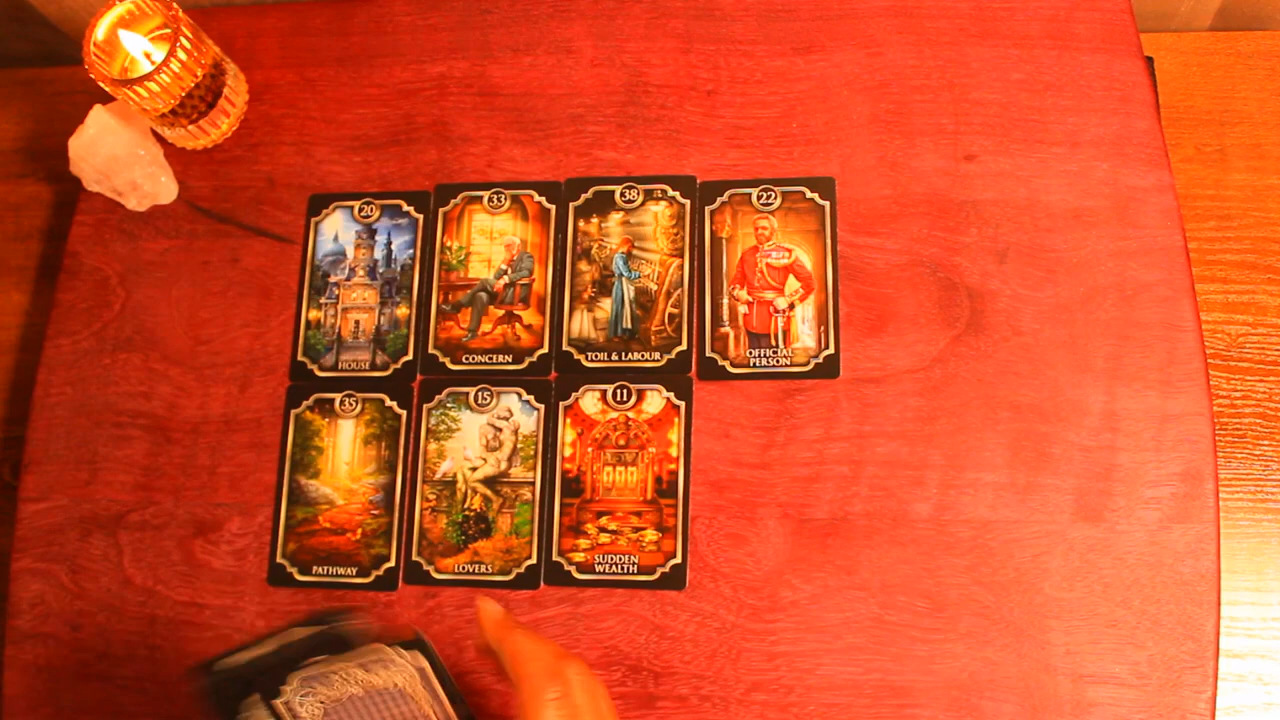 20
HOUSE
33
CONCERN
38
TOIL & LABOUR
22
OFFICIAL
PERSON
35
PATHWAY
15
LOVERS
11
SUDDEN
WEALTH